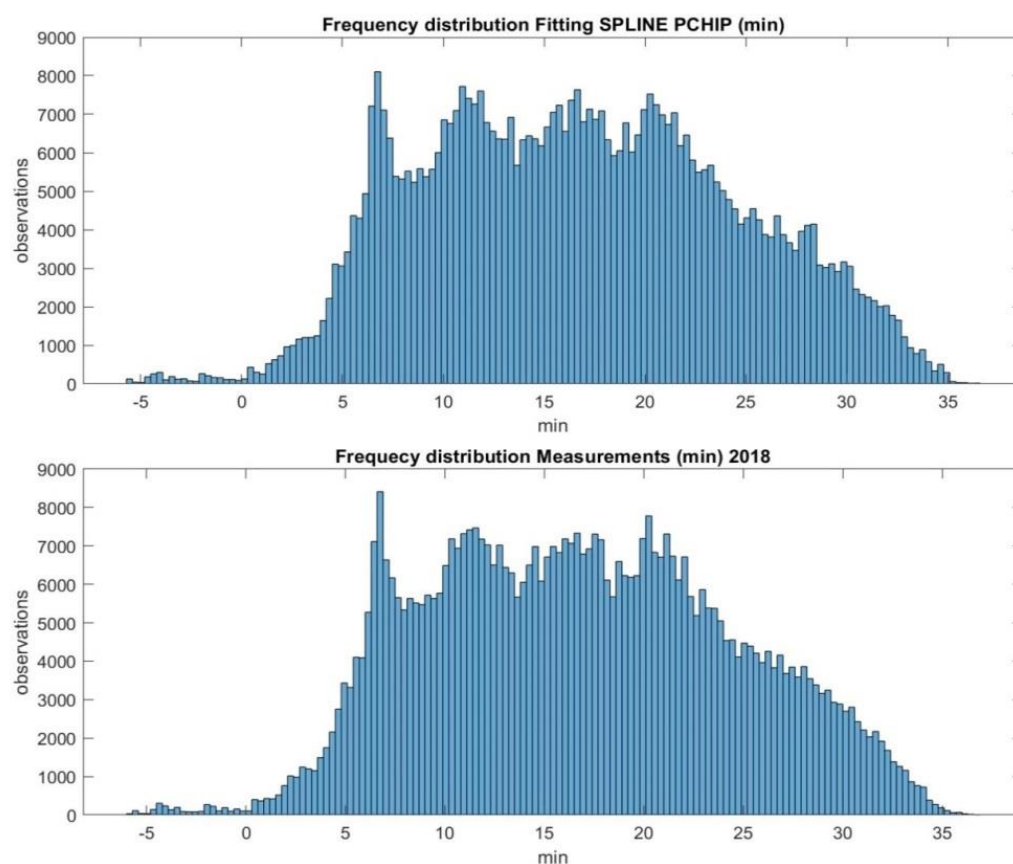 Frequency distribution Fitting SPLINE PCHIP (min)
9000
8000
7000
6000
5000
4000
3000
2000
1000
0
observations
-5 0 5 10 15 20 25 30 35
min
Frequecy distribution Measurements (min) 2018
9000
8000
7000
6000
5000
4000
3000
2000
1000
0
observations
-5 0 5 10 15 20 25 30 35
min